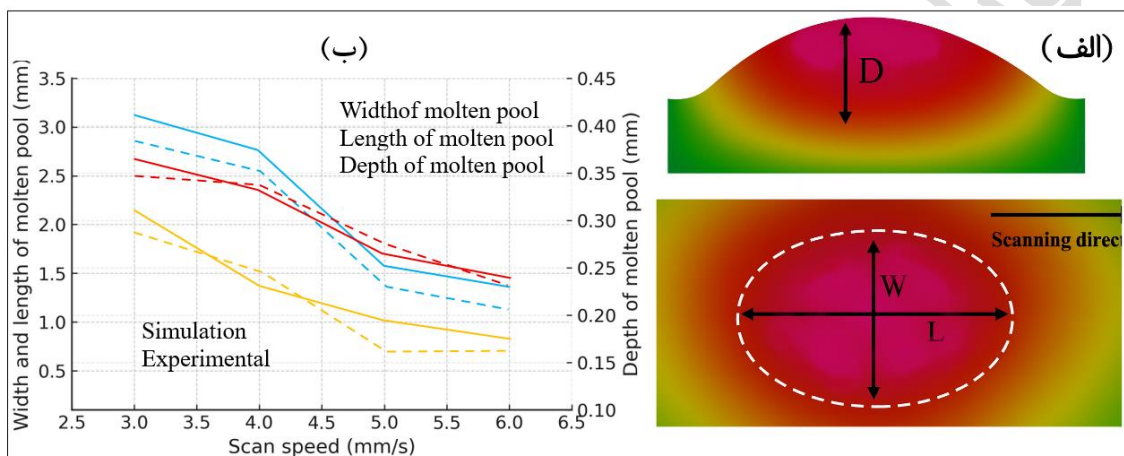 (ب)
Width and length of molten pool (mm)
3.5
3.0
2.5
2.0
1.5
1.0
0.5
Widthof molten pool
Length of molten pool
Depth of molten pool
Simulation
Experimental
0.45
0.40
0.35
0.30
0.25
0.20
0.15
0.10
Depth of molten pool (mm)
2.5 3.0 3.5 4.0 4.5 5.0 5.5 6.0 6.5
Scan speed (mm/s)
(الف)
D
Scanning direct
W
L